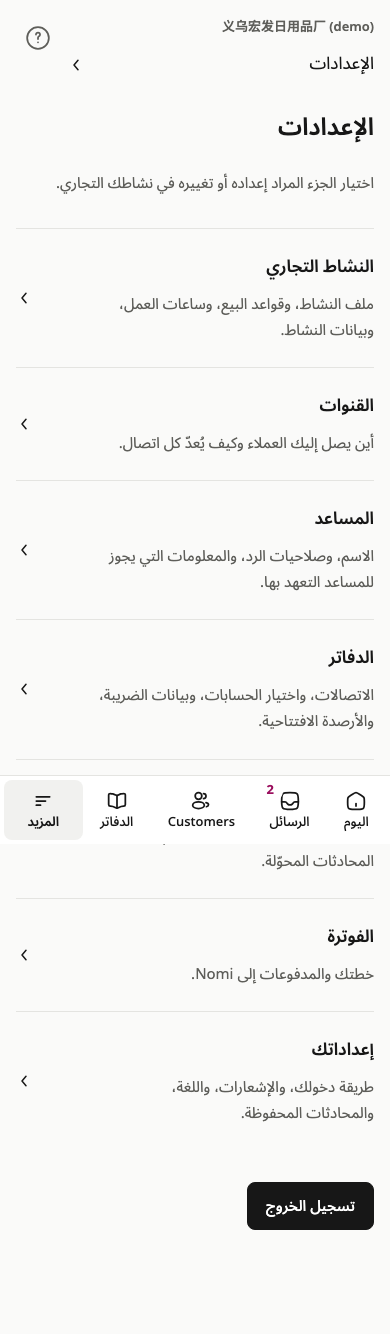 义乌宏发日用品厂 (demo)
الإعدادات
الإعدادات
اختيار الجزء المراد إعداده أو تغييره في نشاطك التجاري.
النشاط التجاري
ملف النشاط، وقواعد البيع، وساعات العمل،
وبيانات النشاط.
القنوات
أين يصل إليك العملاء وكيف يُعدّ كل اتصال.
المساعد
الاسم، وصلاحيات الرد، والمعلومات التي يجوز
للمساعد التعهد بها.
الدفاتر
الاتصالات، واختيار الحسابات، وبيانات الضريبة،
والأرصدة الافتتاحية.
اليوم
الرسائل 2
Customers
الدفاتر
المزيد
المحادثات المحوّلة.
الفوترة
خطتك والمدفوعات إلى Nomi.
إعداداتك
طريقة دخولك، والإشعارات، واللغة،
والمحادثات المحفوظة.
تسجيل الخروج